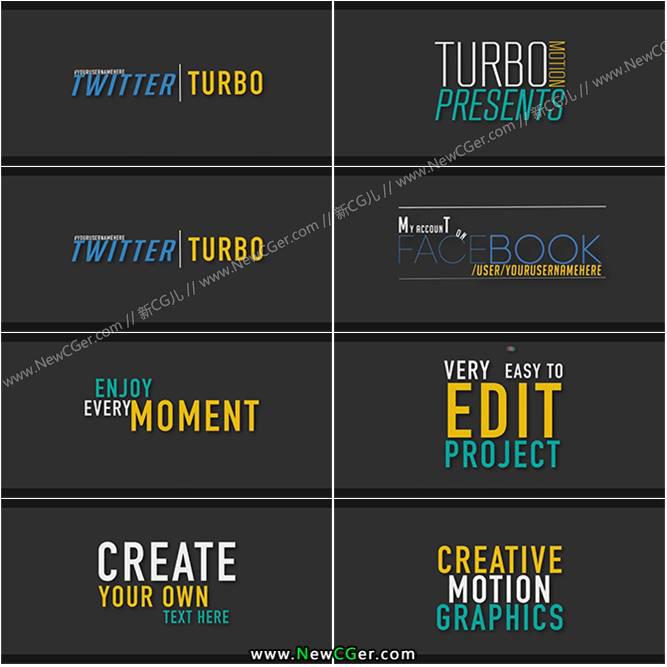 #YOURUSERNAMEHERE
TWITTER TURBO
TURBO MOTION
PRESENTS
#YOURUSERNAMEHERE
TWITTER TURBO
My accounT on
FACEBOOK
/USER/YOURUSERNAMEHERE
ENJOY
EVERY MOMENT
VERY EASY TO
EDIT
PROJECT
CREATE
YOUR OWN
TEXT HERE
CREATIVE
MOTION
GRAPHICS
www.NewCGer.com // 新CG儿 // www.NewCGer.com // 新CG儿 // www.NewCGer.com // 新CG儿 // www.NewCGer.com
www.NewCGer.com